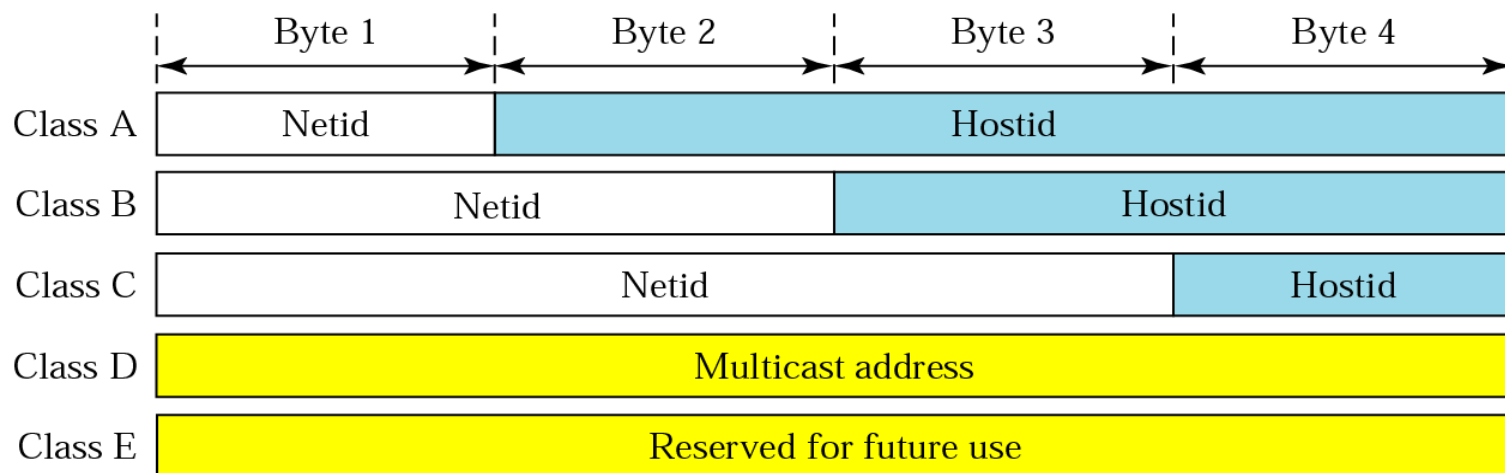 Byte 1 Byte 2 Byte 3 Byte 4
Class A Netid Hostid
Class B Netid Hostid
Class C Netid Hostid
Class D Multicast address
Class E Reserved for future use